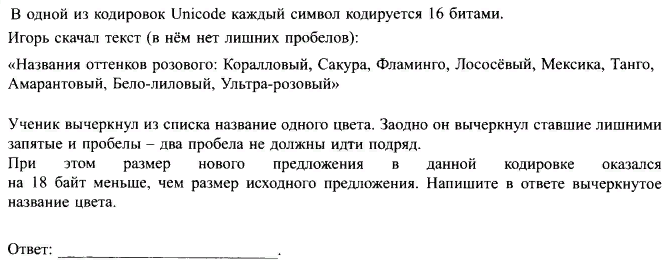 В одной из кодировок Unicode каждый символ кодируется 16 битами.
Игорь скачал текст (в нём нет лишних пробелов):
«Названия оттенков розового: Коралловый, Сакура, Фламинго, Лососёвый, Мексика, Танго,
Амарантовый, Бело-лиловый, Ультра-розовый»
Ученик вычеркнул из списка название одного цвета. Заодно он вычеркнул ставшие лишними
запятые и пробелы – два пробела не должны идти подряд.
При этом размер нового предложения в данной кодировке оказался
на 18 байт меньше, чем размер исходного предложения. Напишите в ответе вычеркнутое
название цвета.
Ответ: ______________________________.